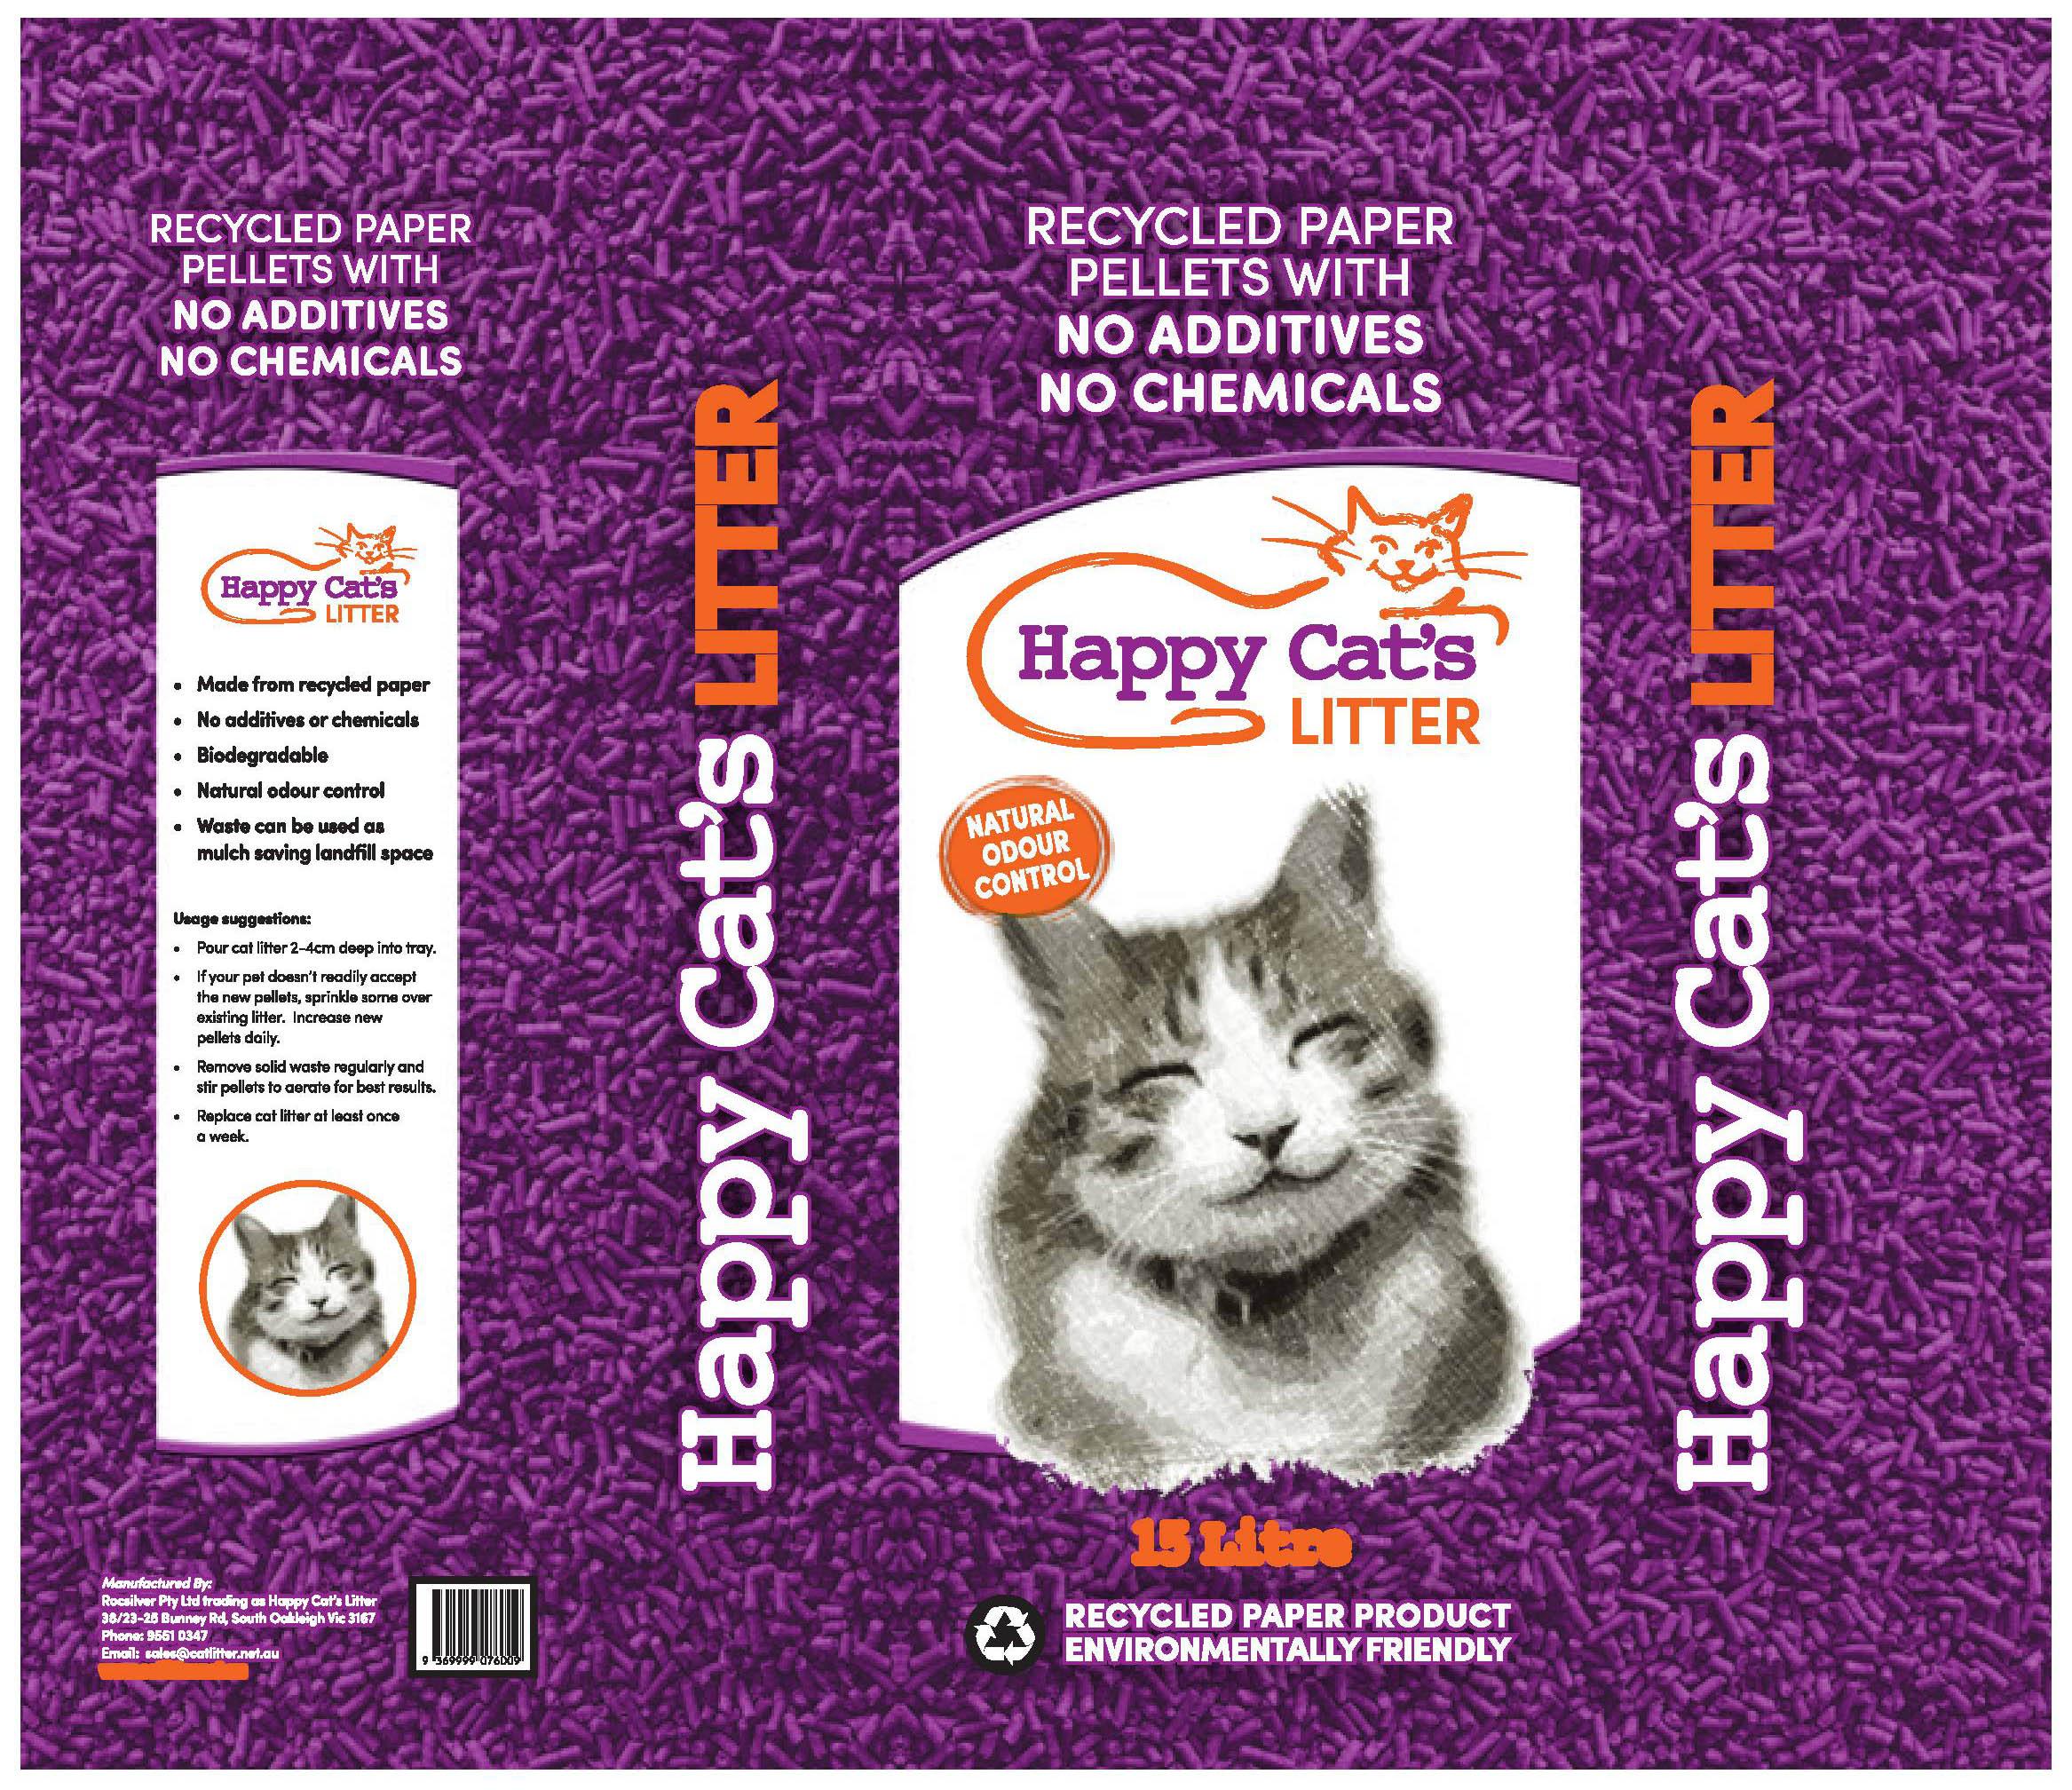 RECYCLED PAPER
PELLETS WITH
NO ADDITIVES
NO CHEMICALS
Happy Cat's
LITTER
• Made from recycled paper
• No additives or chemicals
• Biodegradable
• Natural odour control
• Waste can be used as
mulch saving landfill space
Usage suggestions:
• Pour cat litter 2-4cm deep into tray.
• If your pet doesn't readily accept
the new pellets, sprinkle some over
existing litter. Increase new
pellets daily.
• Remove solid waste regularly and
stir pellets to aerate for best results.
• Replace cat litter at least once
a week.
Manufactured By:
Rocsilver Pty Ltd trading as Happy Cat's Litter
38/23-25 Bunney Rd, South Oakleigh Vic 3167
Phone: 9551 0347
Email: sales@catlitter.net.au
9 369999 076009
Happy Cat's LITTER
RECYCLED PAPER
PELLETS WITH
NO ADDITIVES
NO CHEMICALS
Happy Cat's
LITTER
NATURAL
ODOUR
CONTROL
15 Litre
RECYCLED PAPER PRODUCT
ENVIRONMENTALLY FRIENDLY
Happy Cat's LITTER